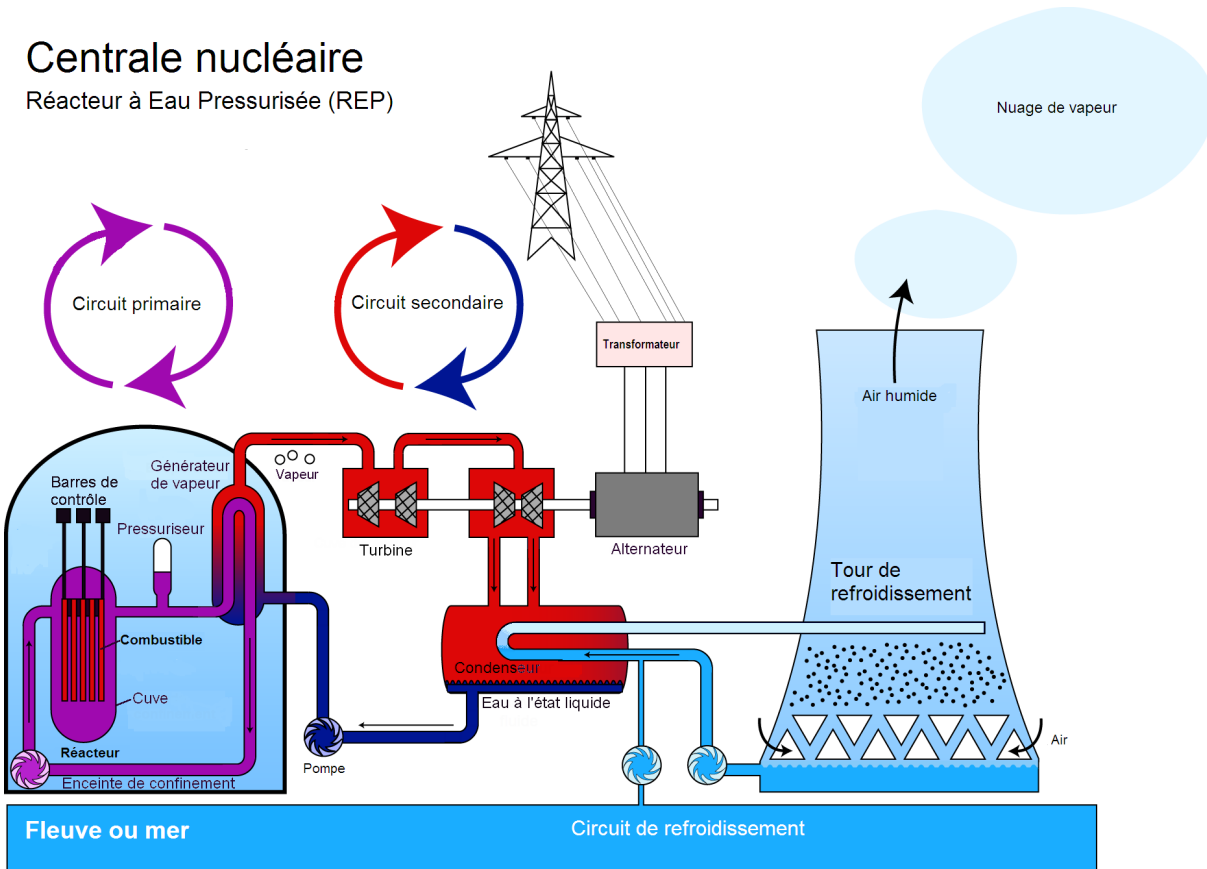 Centrale nucléaire
Réacteur à Eau Pressurisée (REP)
Nuage de vapeur
Circuit primaire
Circuit secondaire
Transformateur
Air humide
Générateur
de vapeur
Vapeur
Barres de
contrôle
Pressuriseur
Turbine
Alternateur
Tour de
refroidissement
Combustible
Condenseur
Cuve
Eau à l'état liquide
Réacteur
Air
Pompe
Enceinte de confinement
Fleuve ou mer
Circuit de refroidissement